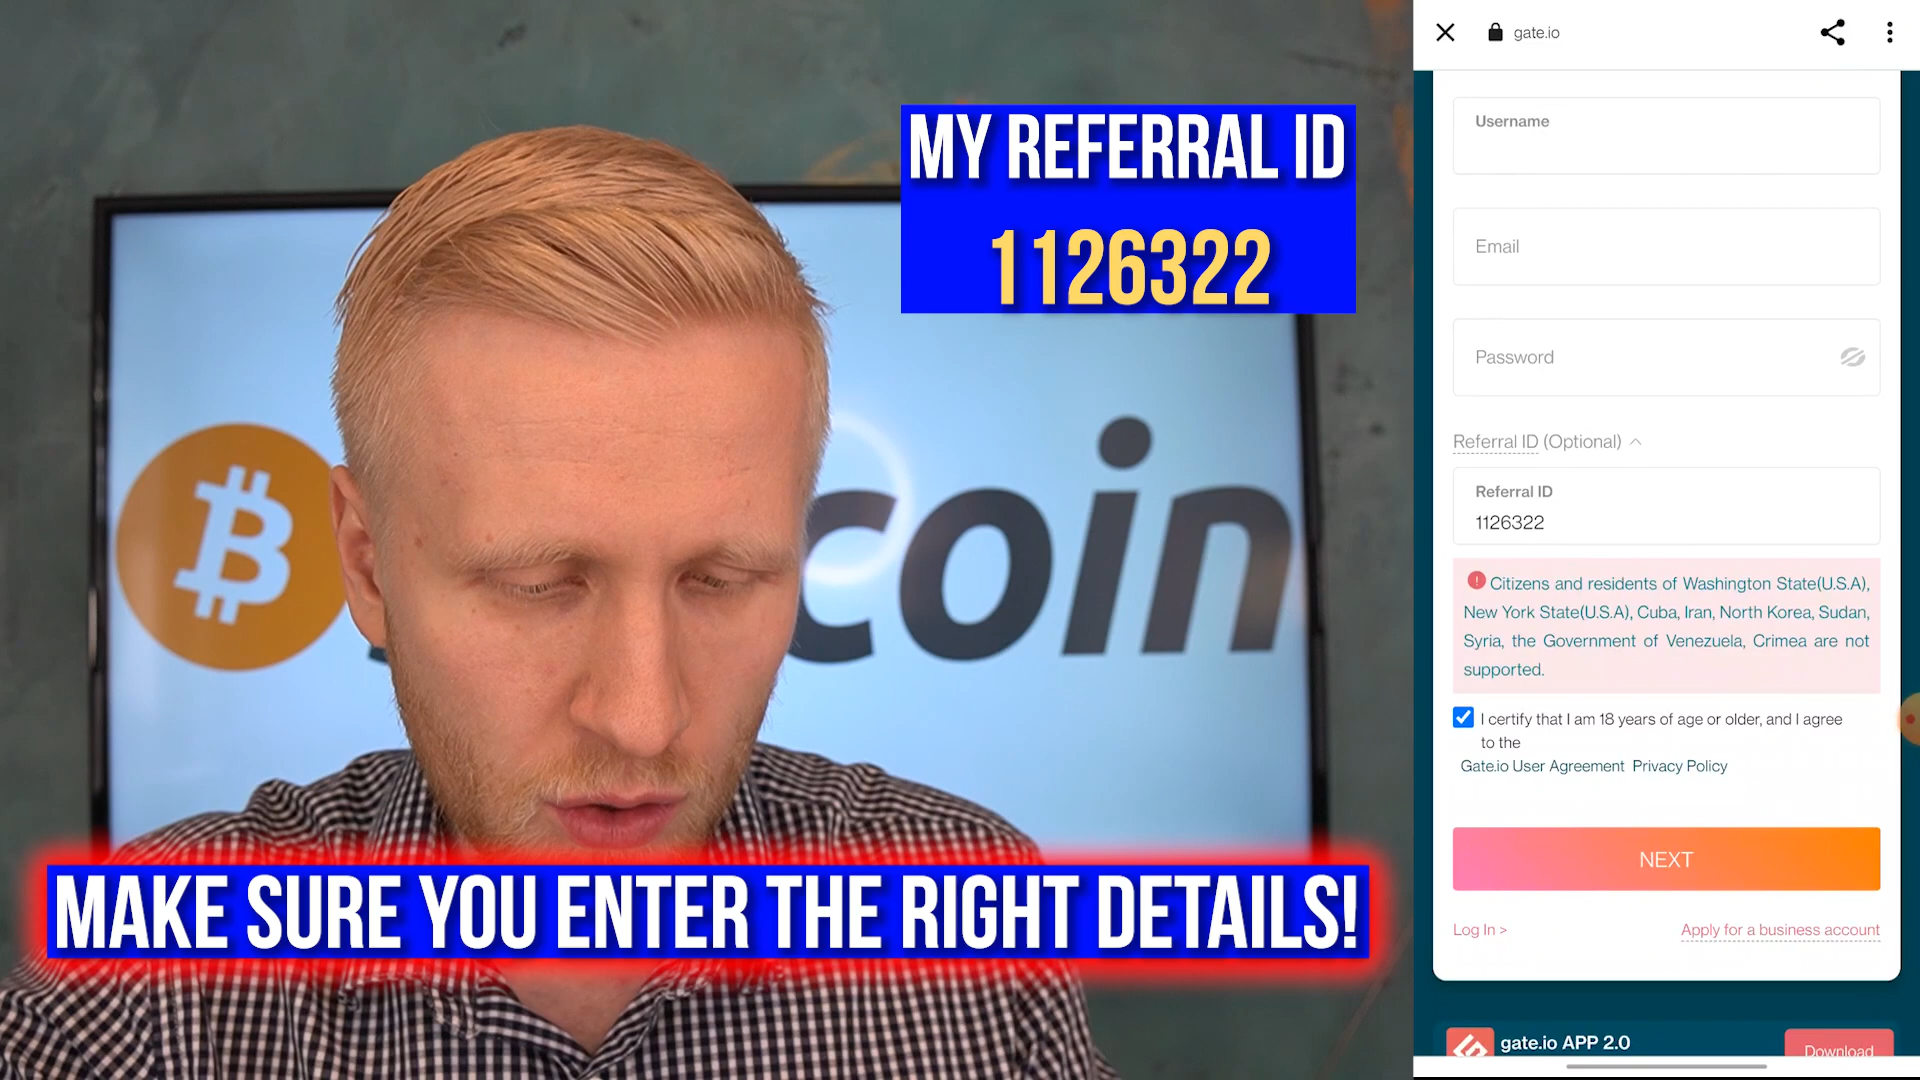 MY REFERRAL ID
1126322
coin
MAKE SURE YOU ENTER THE RIGHT DETAILS!
gate.io
Username
Email
Password
Referral ID (Optional)
Referral ID
1126322
Citizens and residents of Washington State(U.S.A),
New York State(U.S.A), Cuba, Iran, North Korea, Sudan,
Syria, the Government of Venezuela, Crimea are not
supported.
I certify that I am 18 years of age or older, and I agree
to the
Gate.io User Agreement Privacy Policy
NEXT
Log In >
Apply for a business account
gate.io APP 2.0
Download